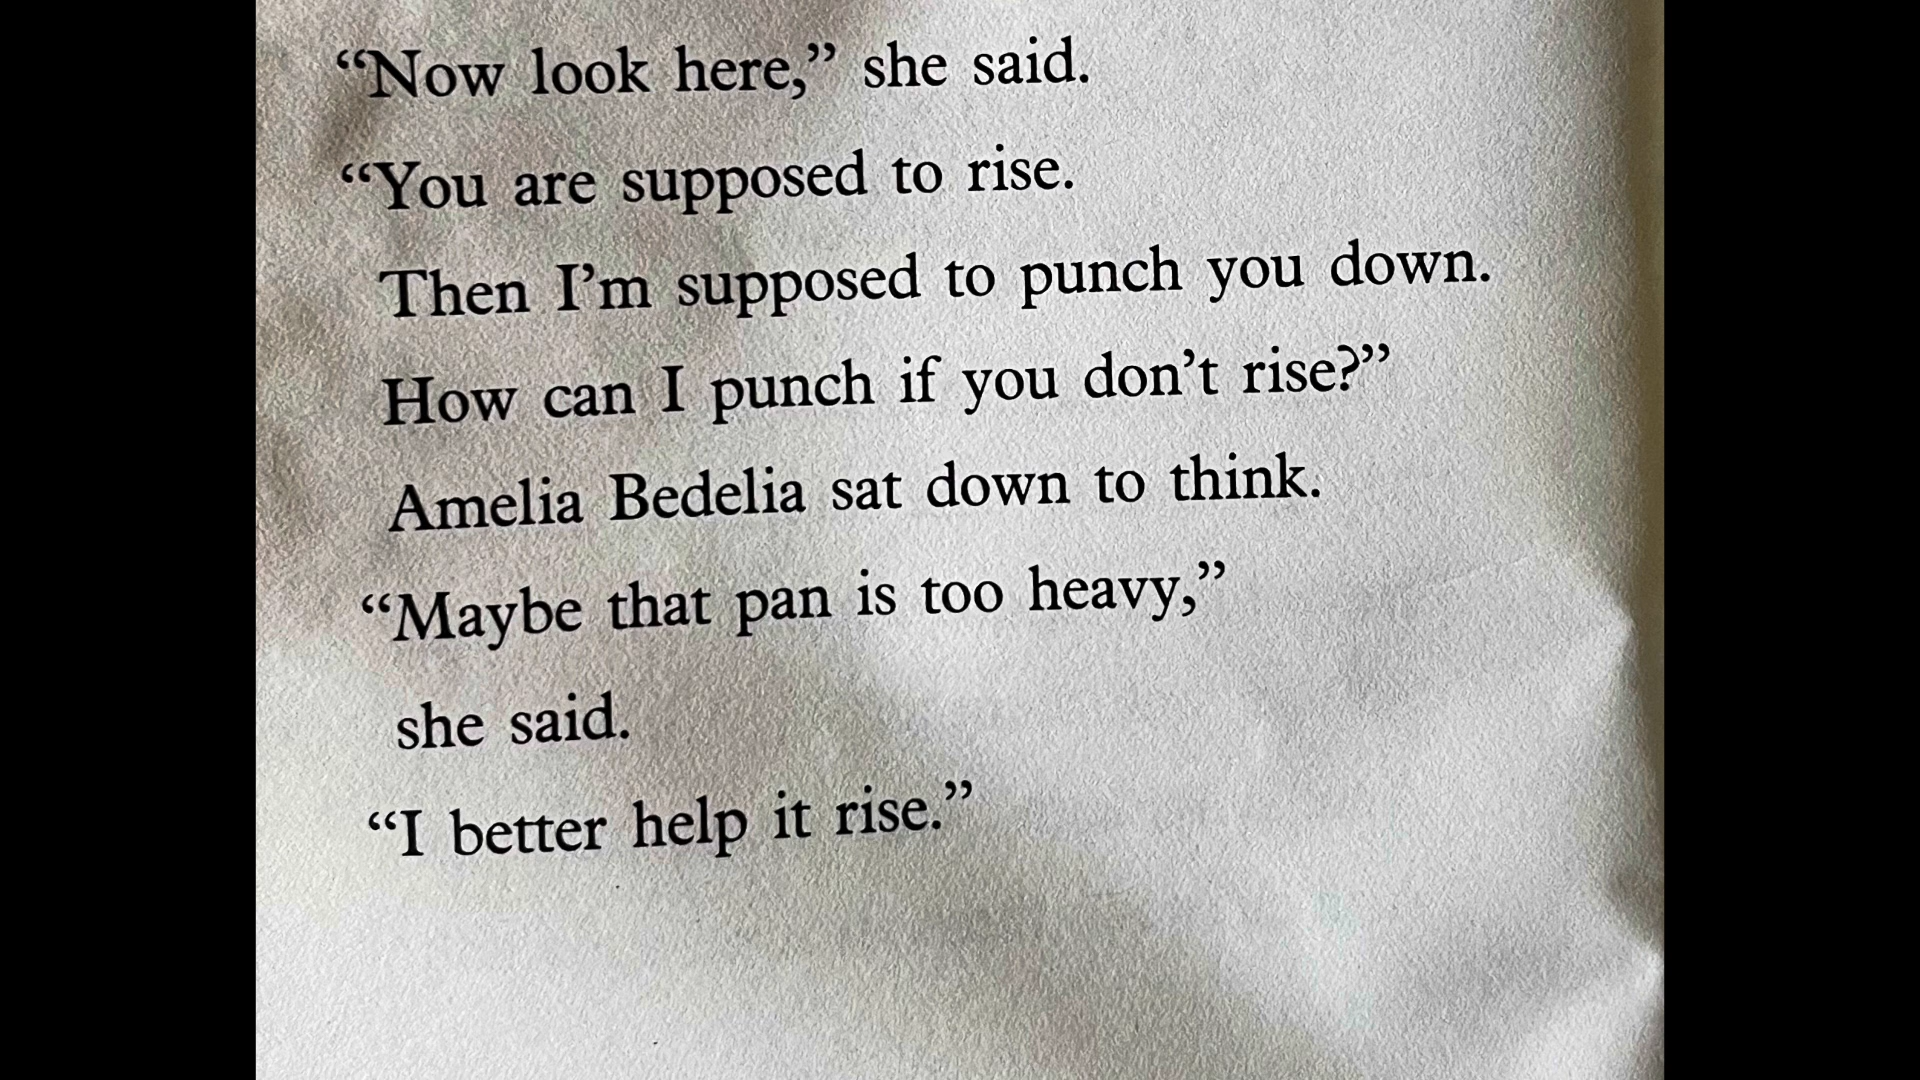 “Now look here,” she said.
“You are supposed to rise.
Then I’m supposed to punch you down.
How can I punch if you don’t rise?”
Amelia Bedelia sat down to think.
“Maybe that pan is too heavy,”
she said.
“I better help it rise.”